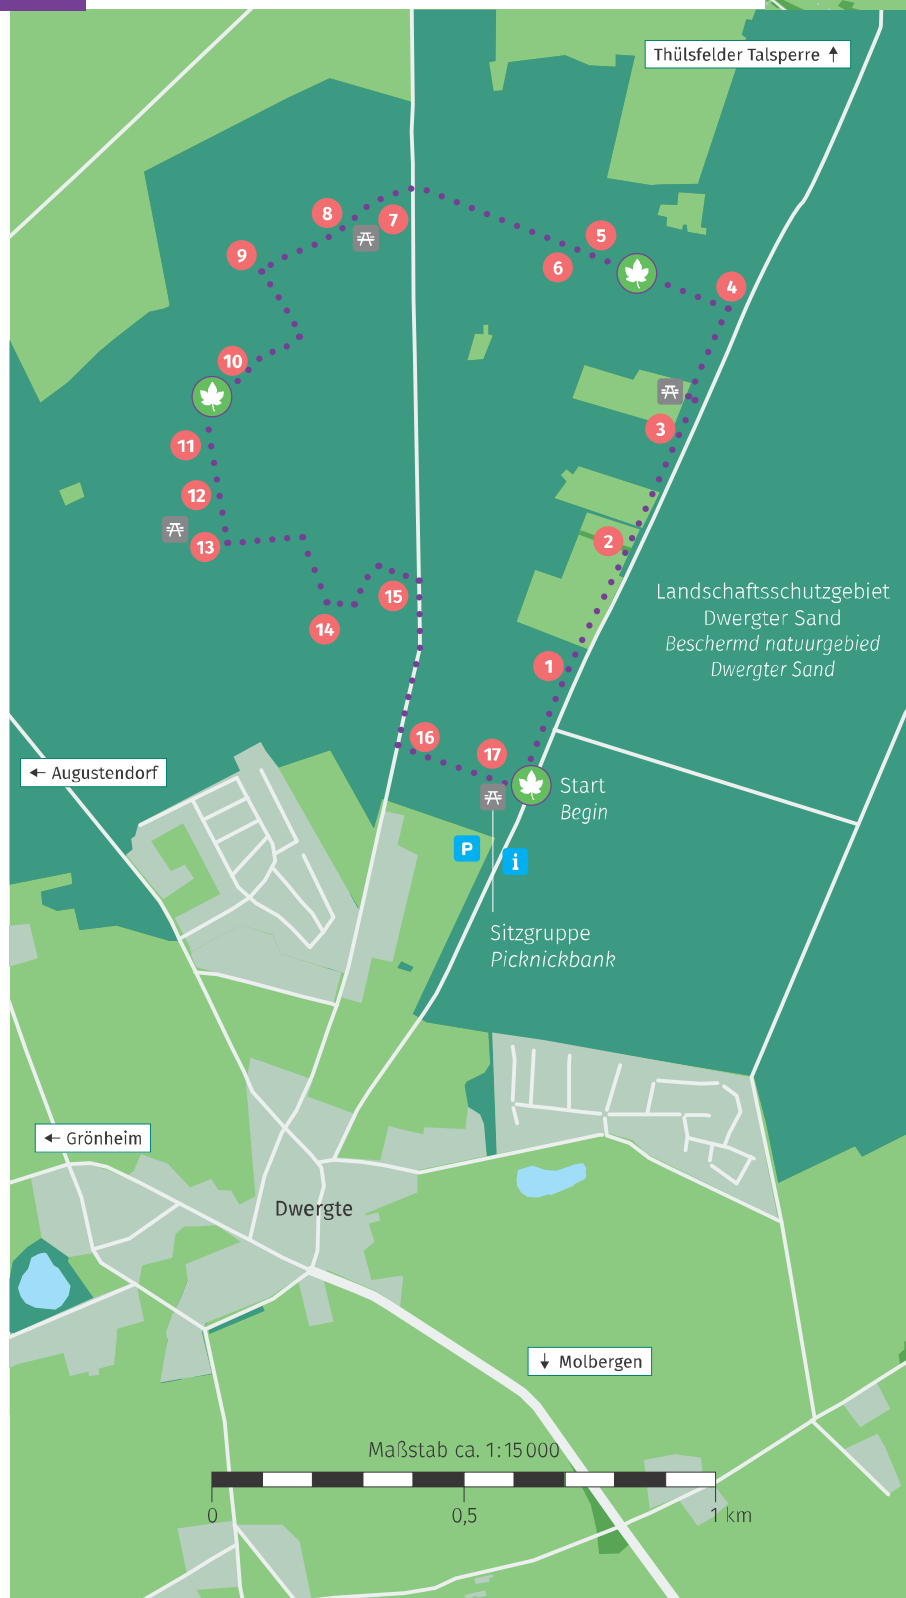 Thülsfelder Talsperre ↑
8
7
5
9
6
4
10
3
11
12
2
13
Landschaftsschutzgebiet
Dwergter Sand
Beschermd natuurgebied
Dwergter Sand
15
14
1
16
17
← Augustendorf
Start
Begin
P
i
Sitzgruppe
Picknickbank
← Grönheim
Dwergte
↓ Molbergen
Maßstab ca. 1:15 000
0
0,5
1 km